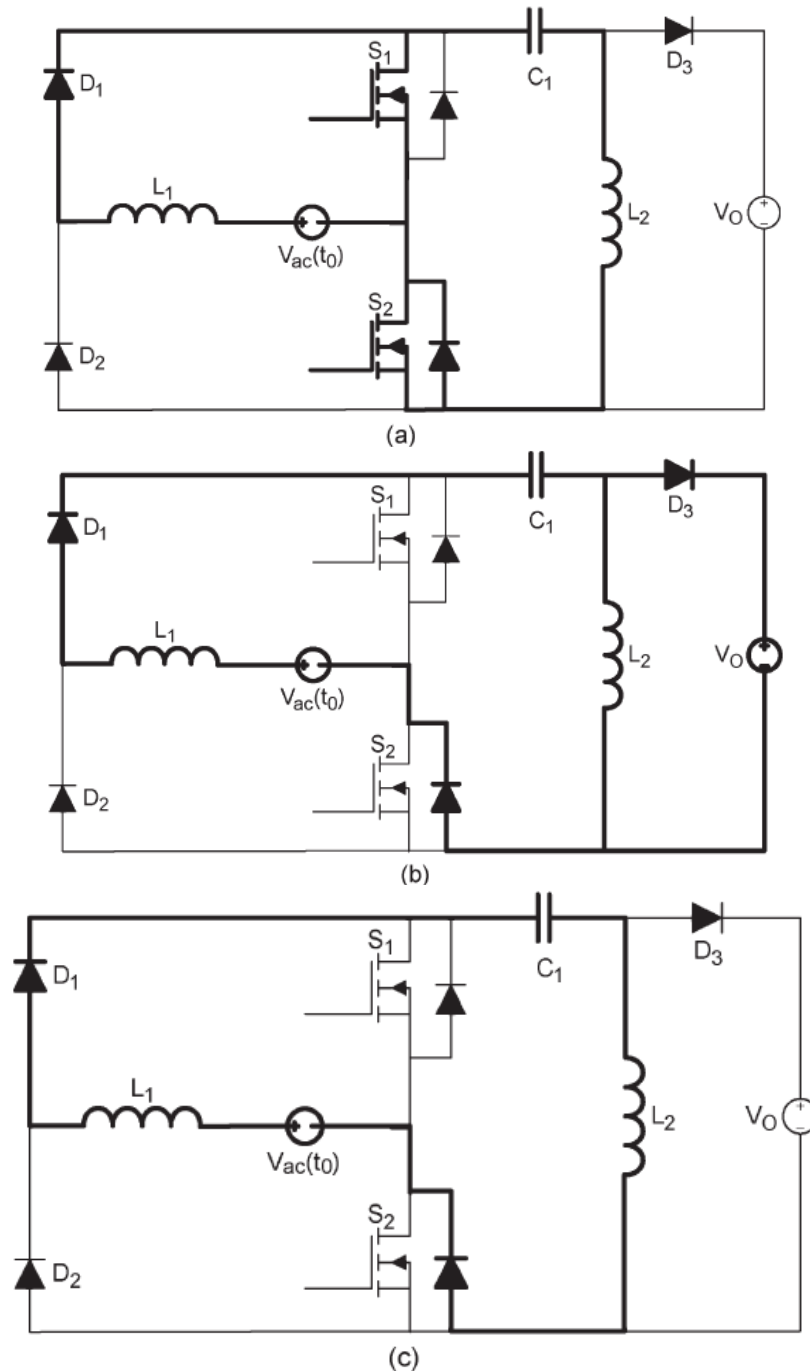 S1
D1
C1
D3
L1
L2
VO
+
−
+
Vac(t0)
S2
D2
(a)
S1
D1
C1
D3
L1
L2
VO
+
−
+
Vac(t0)
S2
D2
(b)
S1
D1
C1
D3
L1
L2
VO
+
−
+
Vac(t0)
S2
D2
(c)